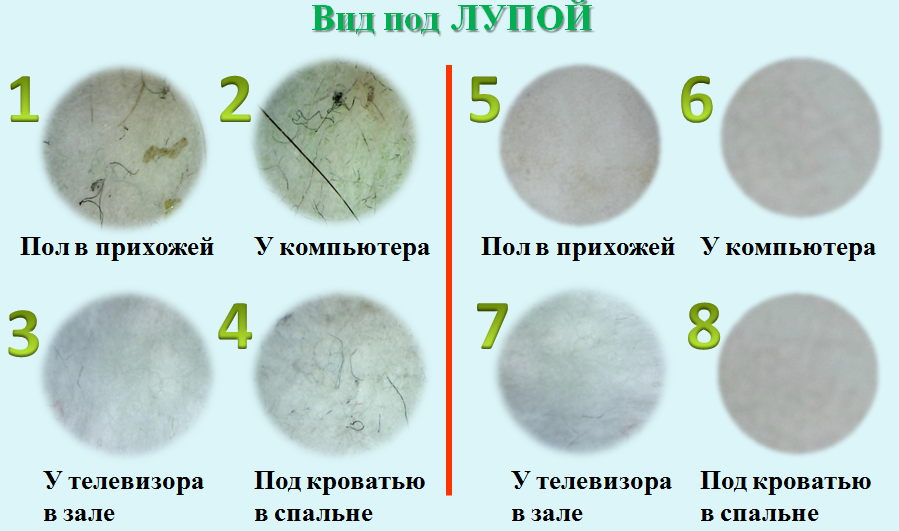 Вид под ЛУПОЙ
1
2
5
6
Пол в прихожей
У компьютера
Пол в прихожей
У компьютера
3
4
7
8
У телевизора
в зале
Под кроватью
в спальне
У телевизора
в зале
Под кроватью
в спальне